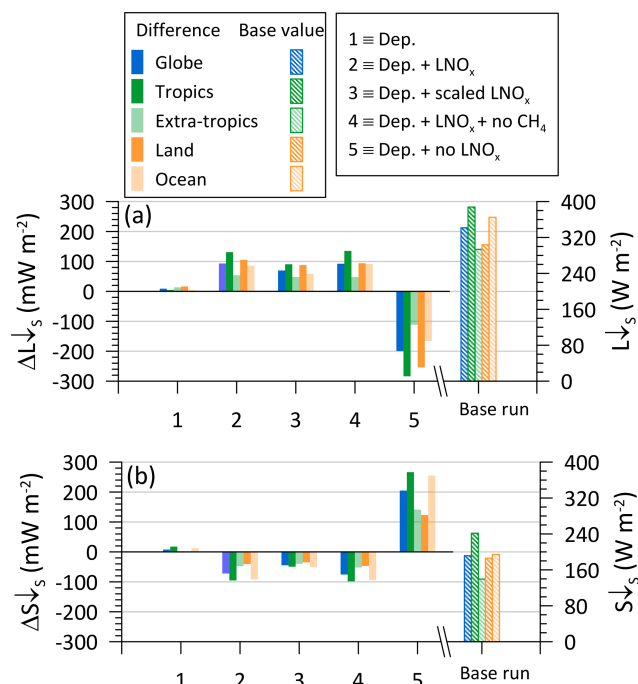 Difference Base value
Globe
Tropics
Extra-tropics
Land
Ocean
1 ≡ Dep.
2 ≡ Dep. + LNOₓ
3 ≡ Dep. + scaled LNOₓ
4 ≡ Dep. + LNOₓ + no CH₄
5 ≡ Dep. + no LNOₓ
(a)
ΔL↓ₛ (mW m⁻²)
300
200
100
0
-100
-200
-300
400
320
240
160
80
0
L↓ₛ (W m⁻²)
1 2 3 4 5 Base run
(b)
ΔS↓ₛ (mW m⁻²)
300
200
100
0
-100
-200
-300
400
320
240
160
80
0
S↓ₛ (W m⁻²)
1 2 3 4 5 Base run